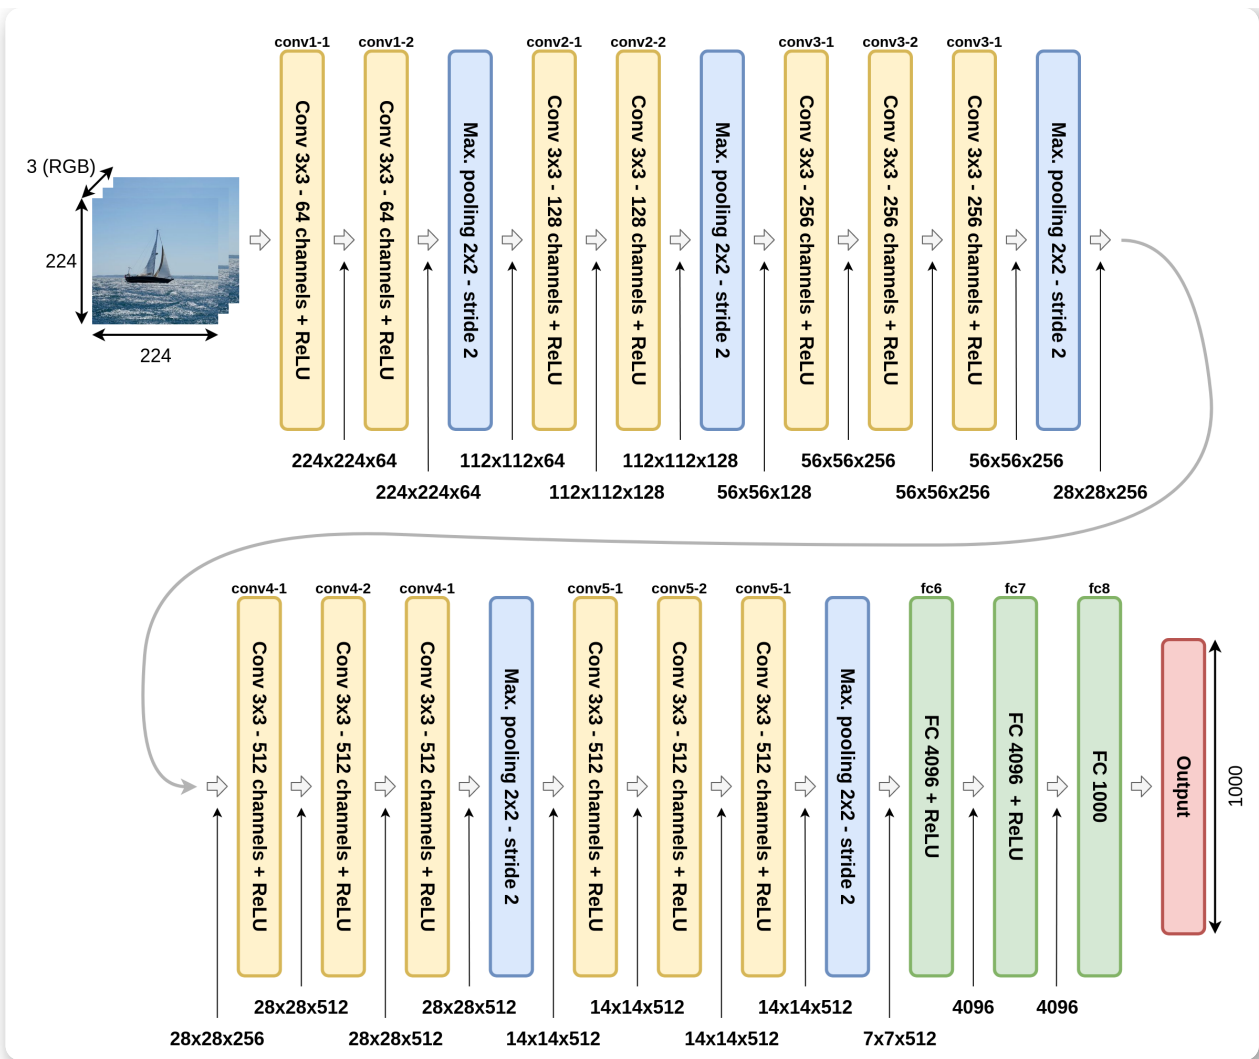 conv1-1
conv1-2
conv2-1
conv2-2
conv3-1
conv3-2
conv3-1
3 (RGB)
224
224
Conv 3x3 - 64 channels + ReLU
Conv 3x3 - 64 channels + ReLU
Max. pooling 2x2 - stride 2
Conv 3x3 - 128 channels + ReLU
Conv 3x3 - 128 channels + ReLU
Max. pooling 2x2 - stride 2
Conv 3x3 - 256 channels + ReLU
Conv 3x3 - 256 channels + ReLU
Conv 3x3 - 256 channels + ReLU
Max. pooling 2x2 - stride 2
224x224x64
224x224x64
112x112x64
112x112x128
112x112x128
56x56x128
56x56x256
56x56x256
56x56x256
28x28x256
conv4-1
conv4-2
conv4-1
conv5-1
conv5-2
conv5-1
fc6
fc7
fc8
Conv 3x3 - 512 channels + ReLU
Conv 3x3 - 512 channels + ReLU
Conv 3x3 - 512 channels + ReLU
Max. pooling 2x2 - stride 2
Conv 3x3 - 512 channels + ReLU
Conv 3x3 - 512 channels + ReLU
Conv 3x3 - 512 channels + ReLU
Max. pooling 2x2 - stride 2
FC 4096 + ReLU
FC 4096 + ReLU
FC 1000
Output
1000
28x28x256
28x28x512
28x28x512
28x28x512
14x14x512
14x14x512
14x14x512
14x14x512
7x7x512
4096
4096